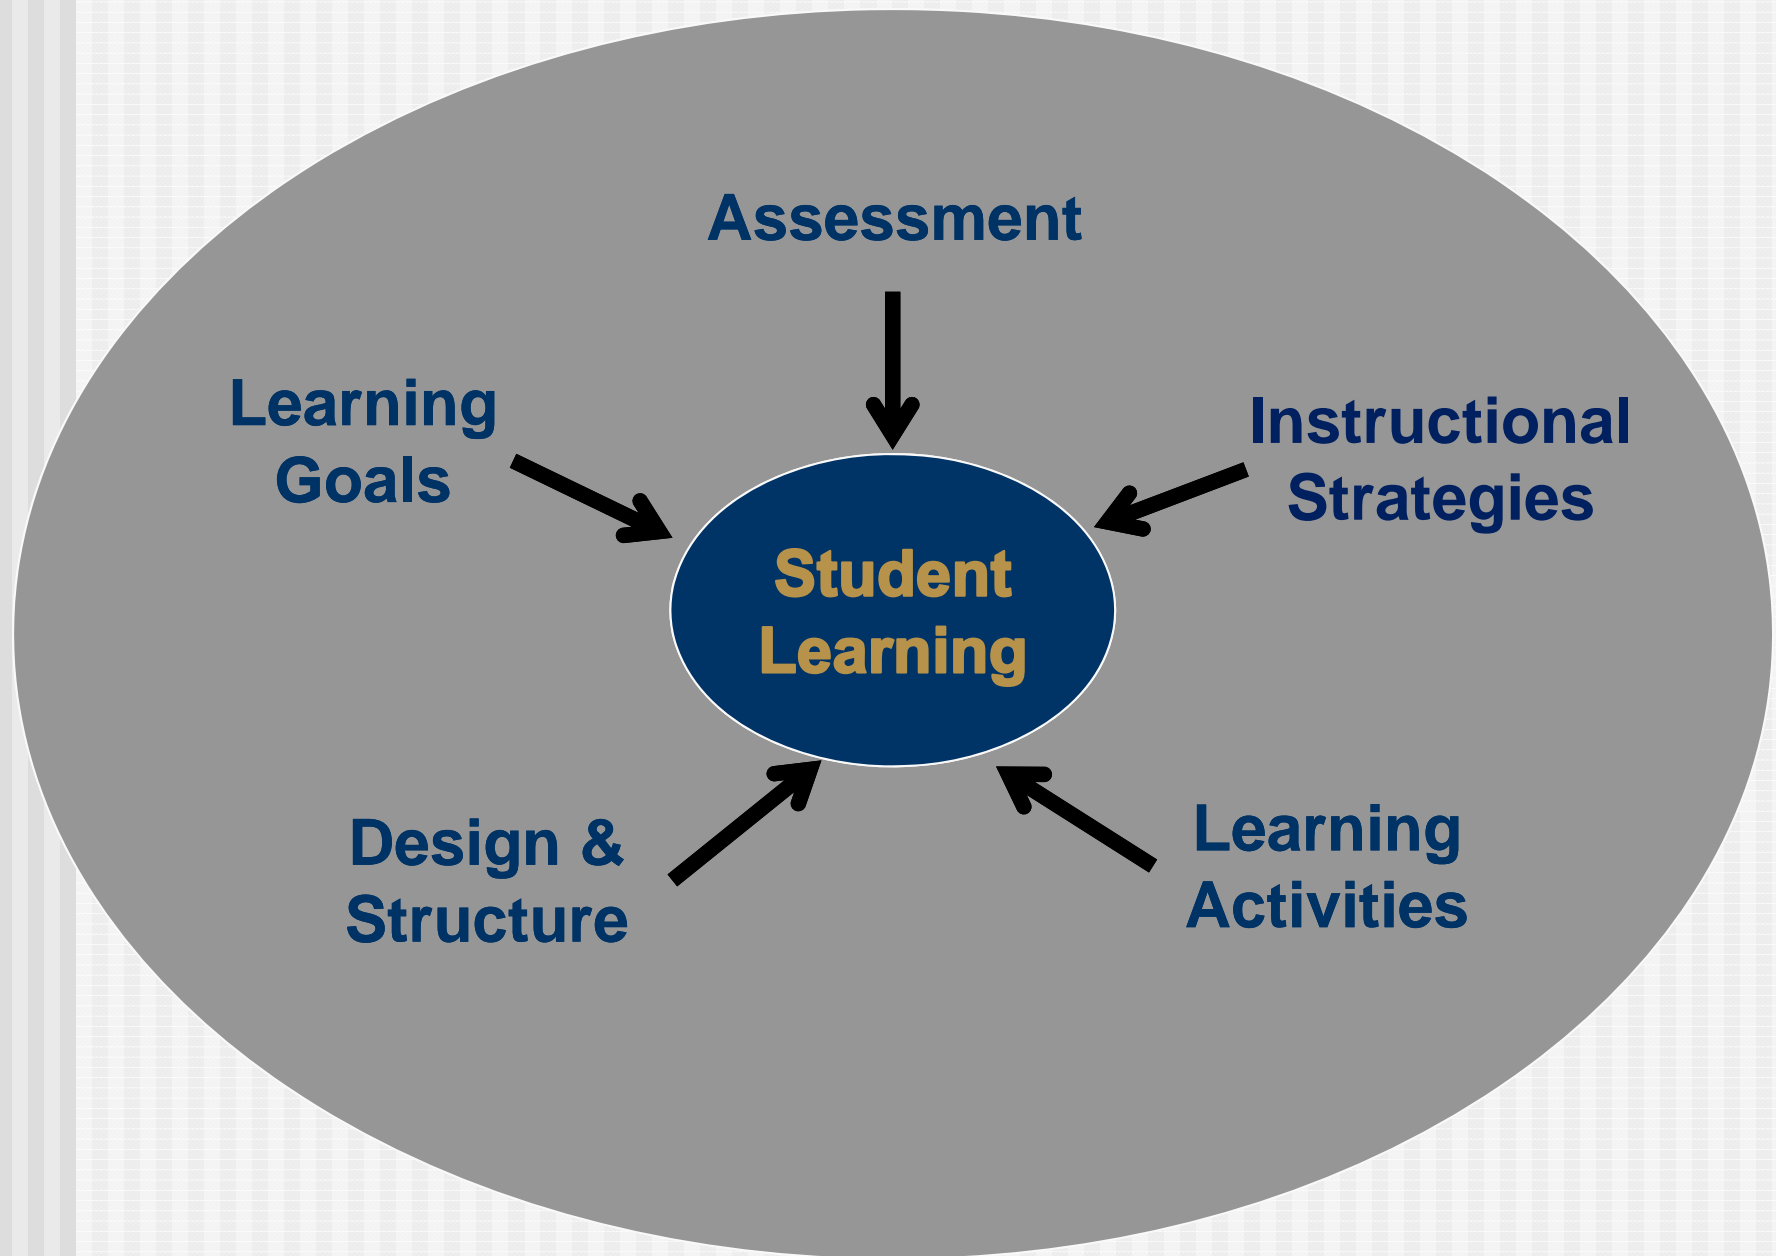 Assessment
Learning
Goals
Instructional
Strategies
Student
Learning
Design &
Structure
Learning
Activities